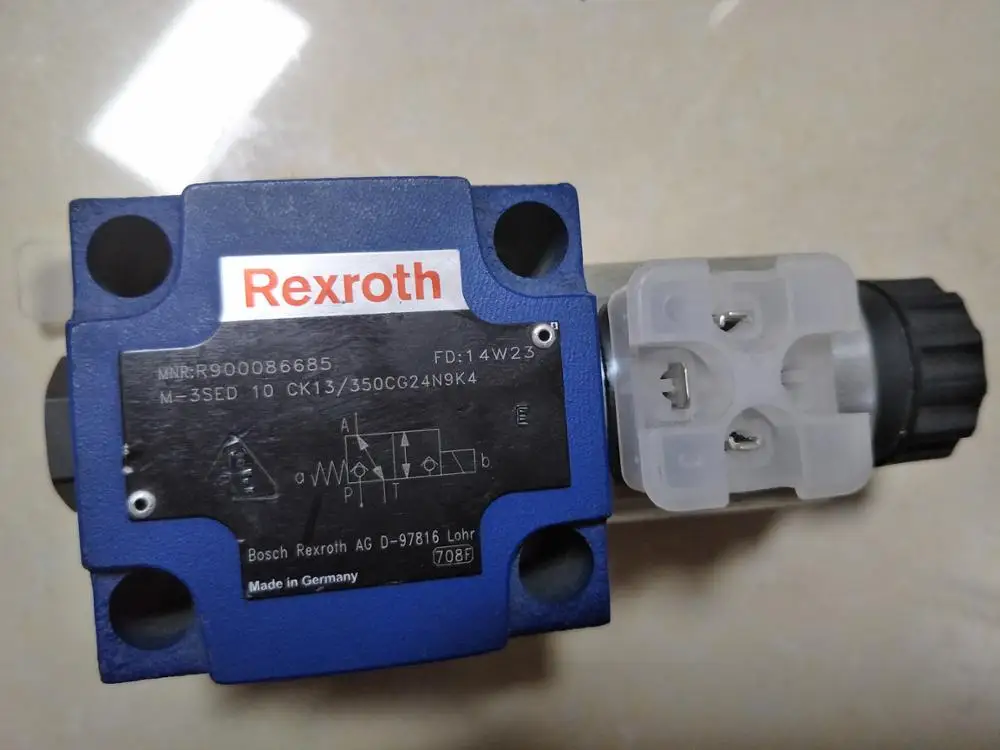 Rexroth
MNR:R900086685 FD:14W23
M-3SED 10 CK13/350CG24N9K4
A
a b
P T
Bosch Rexroth AG D-97816 Lohr
708F
Made in Germany